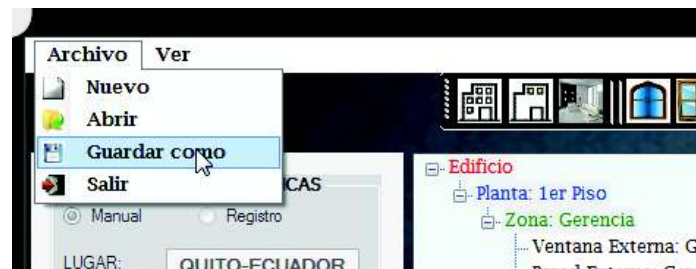 Archivo Ver
Nuevo
Abrir
Guardar como
Salir
ICAS
Manual Registro
LUGAR: QUITO-ECUADOR
Edificio
Planta: 1er Piso
Zona: Gerencia
Ventana Externa: G